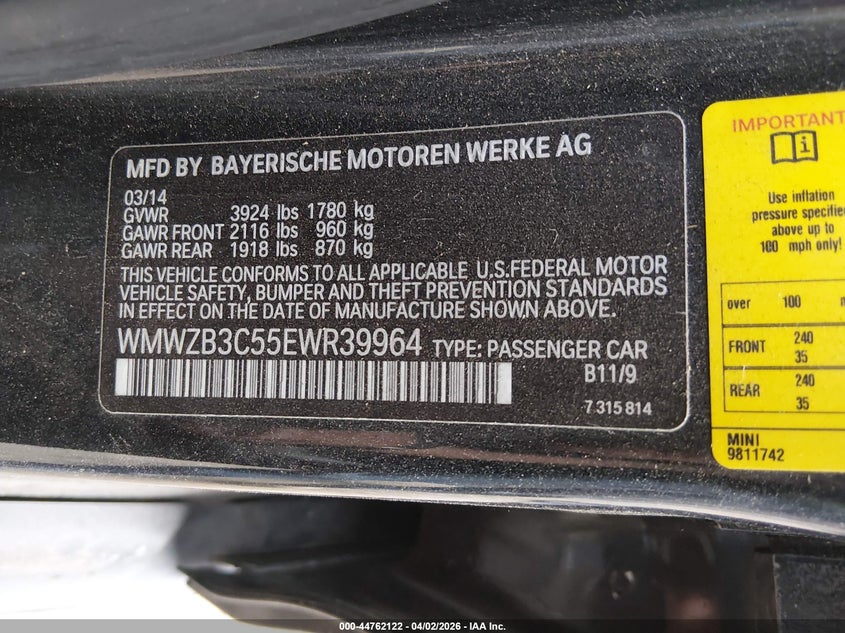 MFD BY BAYERISCHE MOTOREN WERKE AG
03/14
GVWR 3924 lbs 1780 kg
GAWR FRONT 2116 lbs 960 kg
GAWR REAR 1918 lbs 870 kg
THIS VEHICLE CONFORMS TO ALL APPLICABLE U.S.FEDERAL MOTOR
VEHICLE SAFETY, BUMPER AND THEFT PREVENTION STANDARDS
IN EFFECT ON THE DATE OF MANUFACTURE SHOWN ABOVE.
WMWZB3C55EWR39964 TYPE: PASSENGER CAR
B11/9
7 315 814
IMPORTANT
i
Use inflation
pressure specifie
above up to
100 mph only!
over 100
FRONT 240
35
REAR 240
35
MINI
9811742
000-44762122 - 04/02/2026 - IAA Inc.